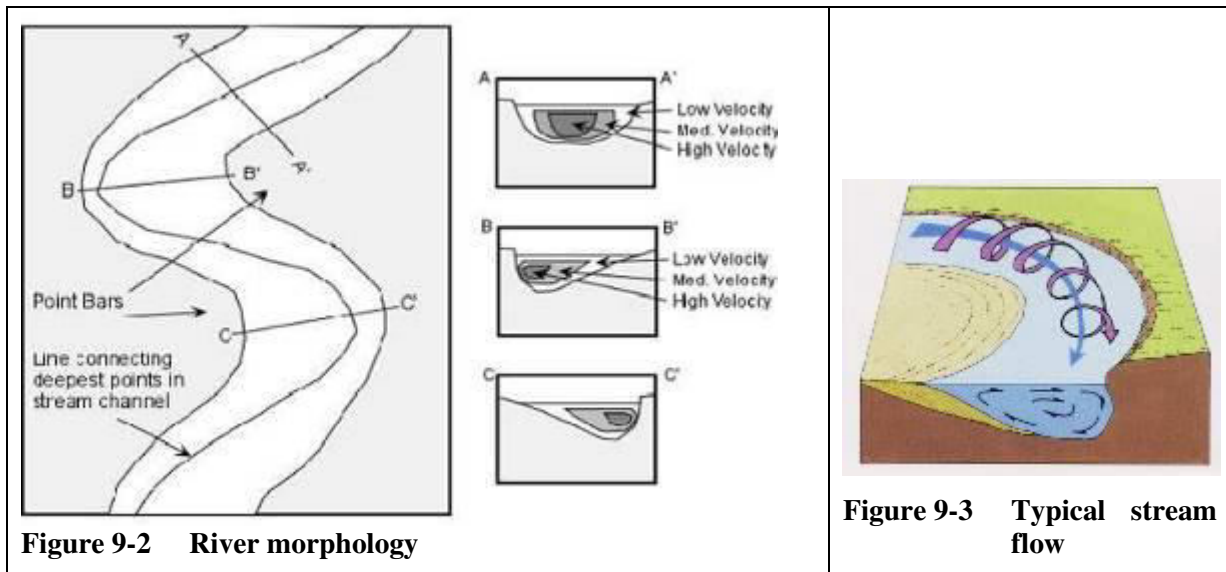 A
A'
B
B'
Point Bars
C
C'
Line connecting
deepest points in
stream channel
A
A'
Low Velocity
Med. Velocity
High Velocity
B
B'
Low Velocity
Med. Velocity
High Velocity
C
C'
Figure 9-2 River morphology
Figure 9-3 Typical stream
flow